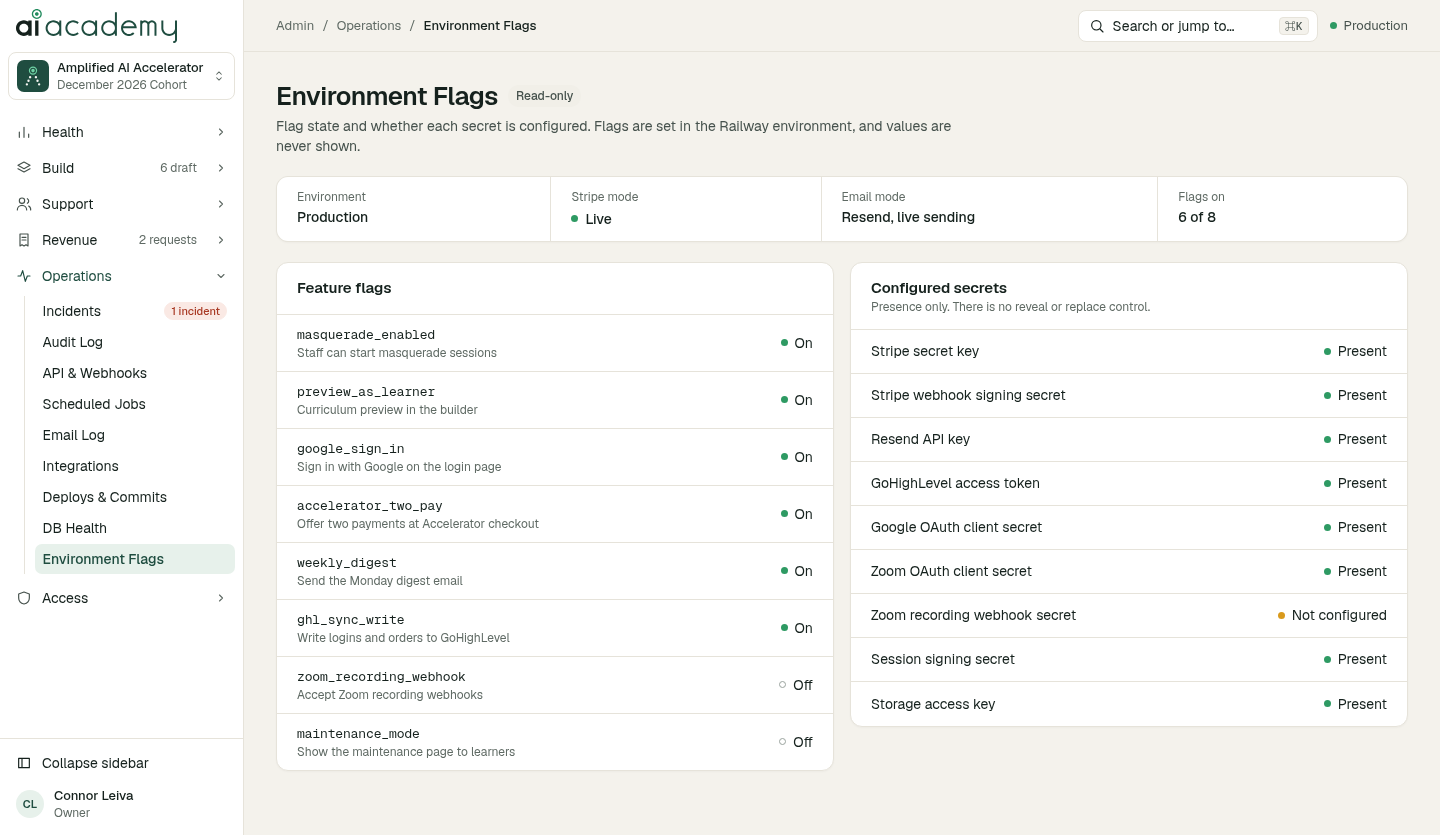 ai academy
Amplified AI Accelerator
December 2026 Cohort
Health
Build 6 draft
Support
Revenue 2 requests
Operations
Incidents 1 incident
Audit Log
API & Webhooks
Scheduled Jobs
Email Log
Integrations
Deploys & Commits
DB Health
Environment Flags
Access
Collapse sidebar
CL
Connor Leiva
Owner
Admin / Operations / Environment Flags
Search or jump to... ⌘K
Production
Environment Flags Read-only
Flag state and whether each secret is configured. Flags are set in the Railway environment, and values are
never shown.
Environment
Production
Stripe mode
Live
Email mode
Resend, live sending
Flags on
6 of 8
Feature flags
masquerade_enabled
Staff can start masquerade sessions
On
preview_as_learner
Curriculum preview in the builder
On
google_sign_in
Sign in with Google on the login page
On
accelerator_two_pay
Offer two payments at Accelerator checkout
On
weekly_digest
Send the Monday digest email
On
ghl_sync_write
Write logins and orders to GoHighLevel
On
zoom_recording_webhook
Accept Zoom recording webhooks
Off
maintenance_mode
Show the maintenance page to learners
Off
Configured secrets
Presence only. There is no reveal or replace control.
Stripe secret key Present
Stripe webhook signing secret Present
Resend API key Present
GoHighLevel access token Present
Google OAuth client secret Present
Zoom OAuth client secret Present
Zoom recording webhook secret Not configured
Session signing secret Present
Storage access key Present